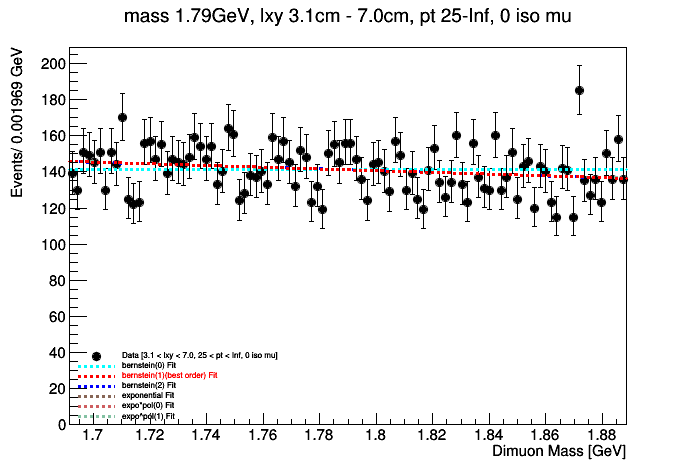 mass 1.79GeV, lxy 3.1cm - 7.0cm, pt 25-Inf, 0 iso mu
Events/ 0.001969 GeV
200
180
160
140
120
100
80
60
40
20
0
Data [3.1 < lxy < 7.0, 25 < pt < Inf, 0 iso mu]
bernstein(0) Fit
bernstein(1)(best order) Fit
bernstein(2) Fit
exponential Fit
expo*pol(0) Fit
expo*pol(1) Fit
1.7 1.72 1.74 1.76 1.78 1.8 1.82 1.84 1.86 1.88
Dimuon Mass [GeV]